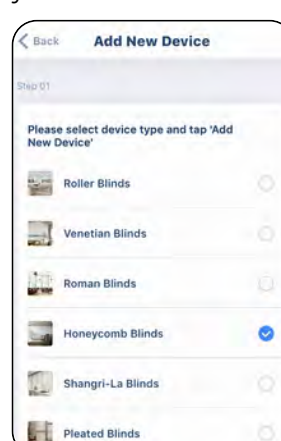 Back Add New Device
Step 01
Please select device type and tap 'Add
New Device'
Roller Blinds
Venetian Blinds
Roman Blinds
Honeycomb Blinds
Shangri-La Blinds
Pleated Blinds